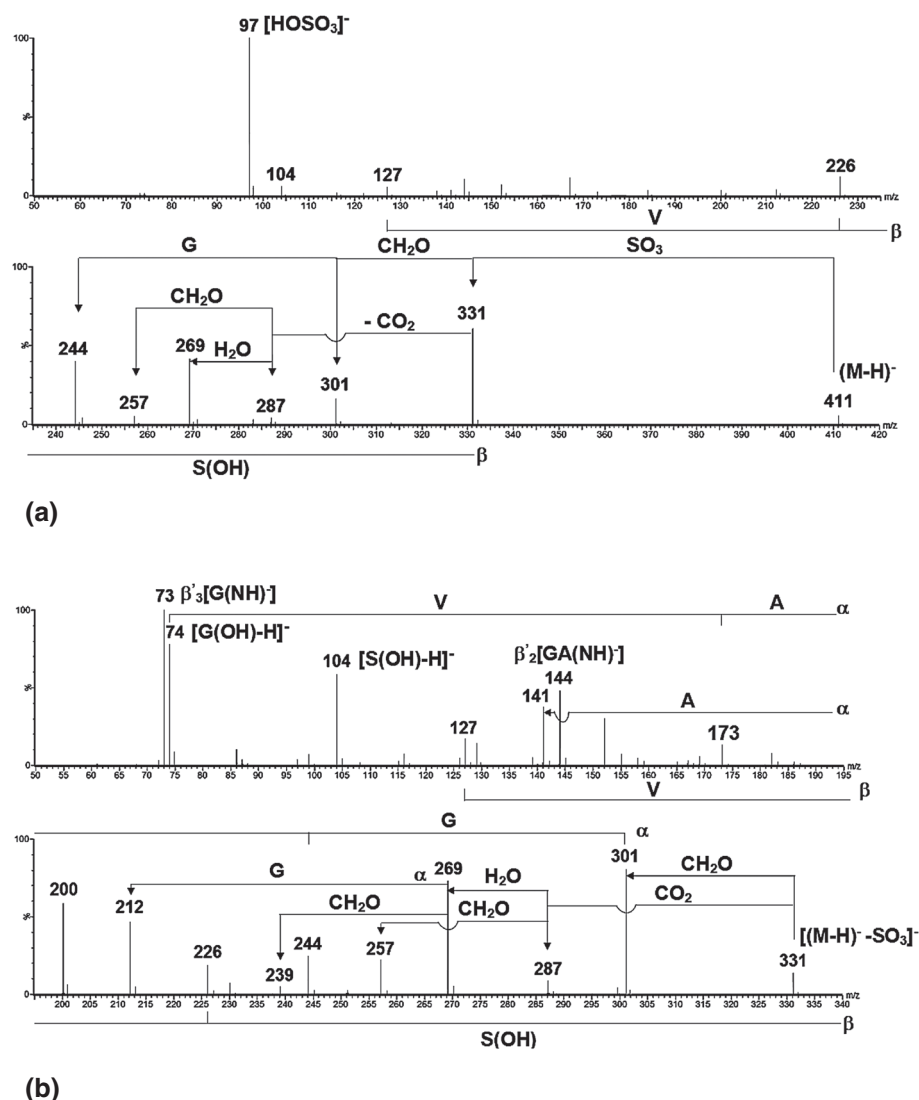 97 [HOSO₃]⁻
100
%
0
104
127
226
50 60 70 80 90 100 110 120 130 140 150 160 170 180 190 200 210 220 230 m/z
V
β
G
CH₂O
SO₃
100
%
0
CH₂O
331
- CO₂
244
269
H₂O
301
(M-H)⁻
257
287
411
240 250 260 270 280 290 300 310 320 330 340 350 360 370 380 390 400 410 420 m/z
S(OH)
β
(a)
73 β'₃[G(NH)⁻]
V
A
α
100
%
0
74 [G(OH)-H]⁻
104 [S(OH)-H]⁻
β'₂[GA(NH)⁻]
144
141
A
α
127
173
50 55 60 65 70 75 80 85 90 95 100 105 110 115 120 125 130 135 140 145 150 155 160 165 170 175 180 185 190 195 m/z
V
β
G
G
α
100
%
0
301
CH₂O
α 269
H₂O
G
CO₂
200
212
CH₂O
CH₂O
[(M-H)⁻ -SO₃]⁻
226
239
244
257
287
331
200 205 210 215 220 225 230 235 240 245 250 255 260 265 270 275 280 285 290 295 300 305 310 315 320 325 330 335 340 m/z
S(OH)
β
(b)